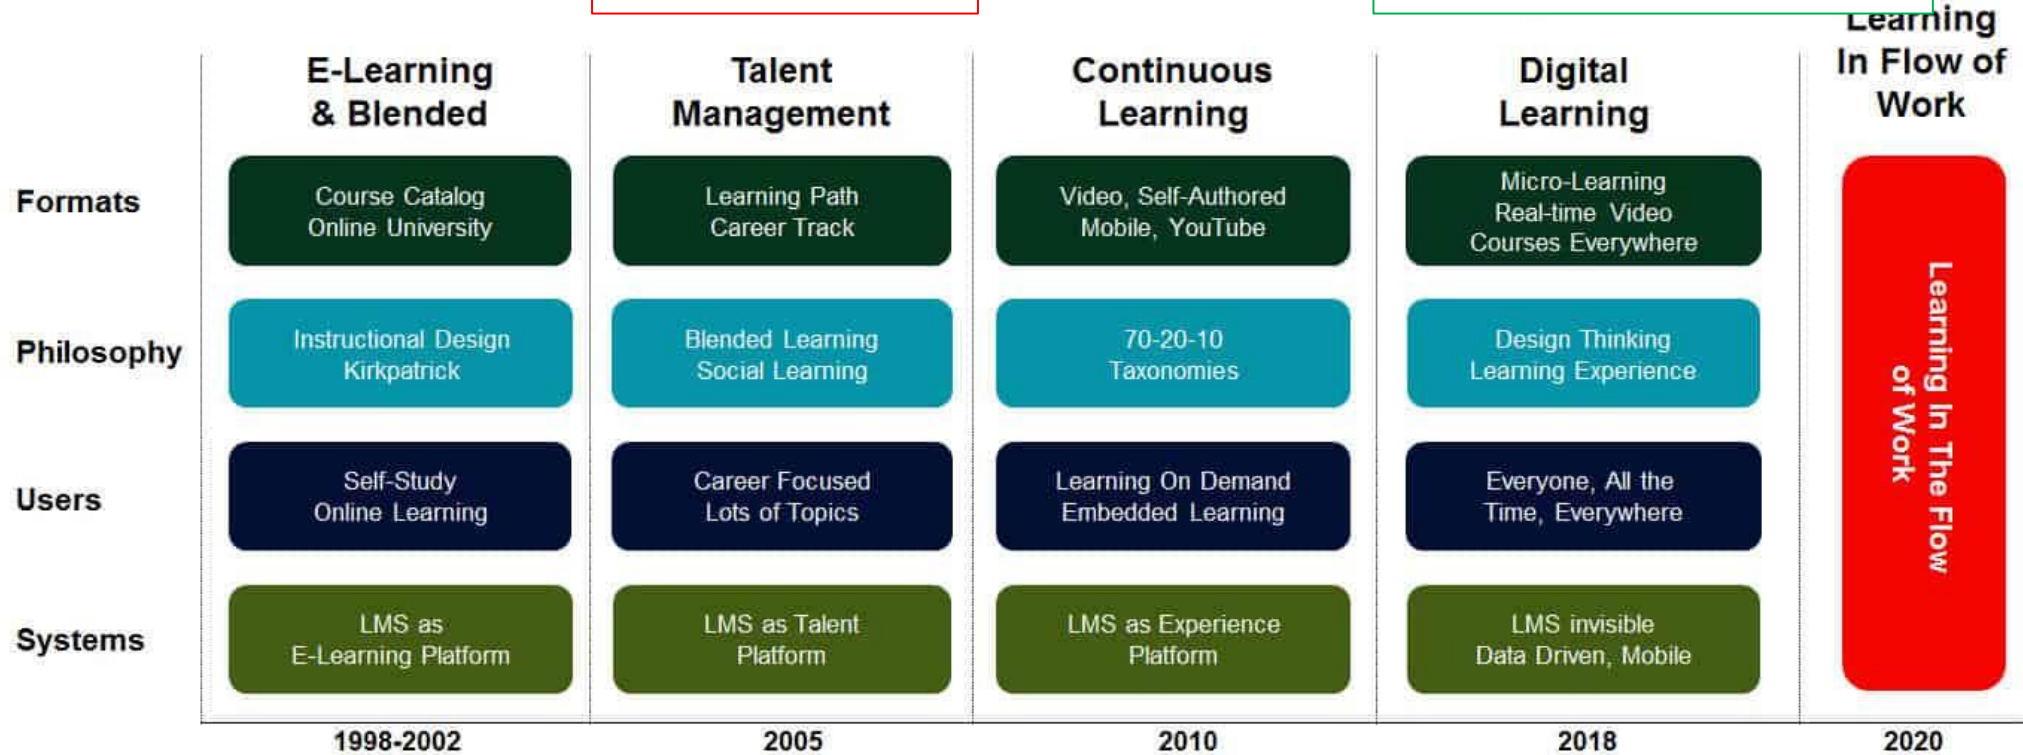 E-Learning
& Blended
Talent
Management
Continuous
Learning
Digital
Learning
Learning
In Flow of
Work
Formats
Course Catalog
Online University
Learning Path
Career Track
Video, Self-Authored
Mobile, YouTube
Micro-Learning
Real-time Video
Courses Everywhere
Philosophy
Instructional Design
Kirkpatrick
Blended Learning
Social Learning
70-20-10
Taxonomies
Design Thinking
Learning Experience
Users
Self-Study
Online Learning
Career Focused
Lots of Topics
Learning On Demand
Embedded Learning
Everyone, All the
Time, Everywhere
Systems
LMS as
E-Learning Platform
LMS as Talent
Platform
LMS as Experience
Platform
LMS invisible
Data Driven, Mobile
Learning In The Flow
of Work
1998-2002
2005
2010
2018
2020